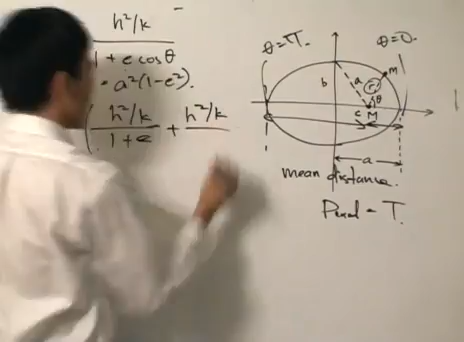 h²/k
1 + e cos θ
= a²(1-e²).
( h²/k / 1 + e + h²/k
θ = π.
θ = 0.
b
a
r
m
θ
c
M
a
mean distance.
Period = T.